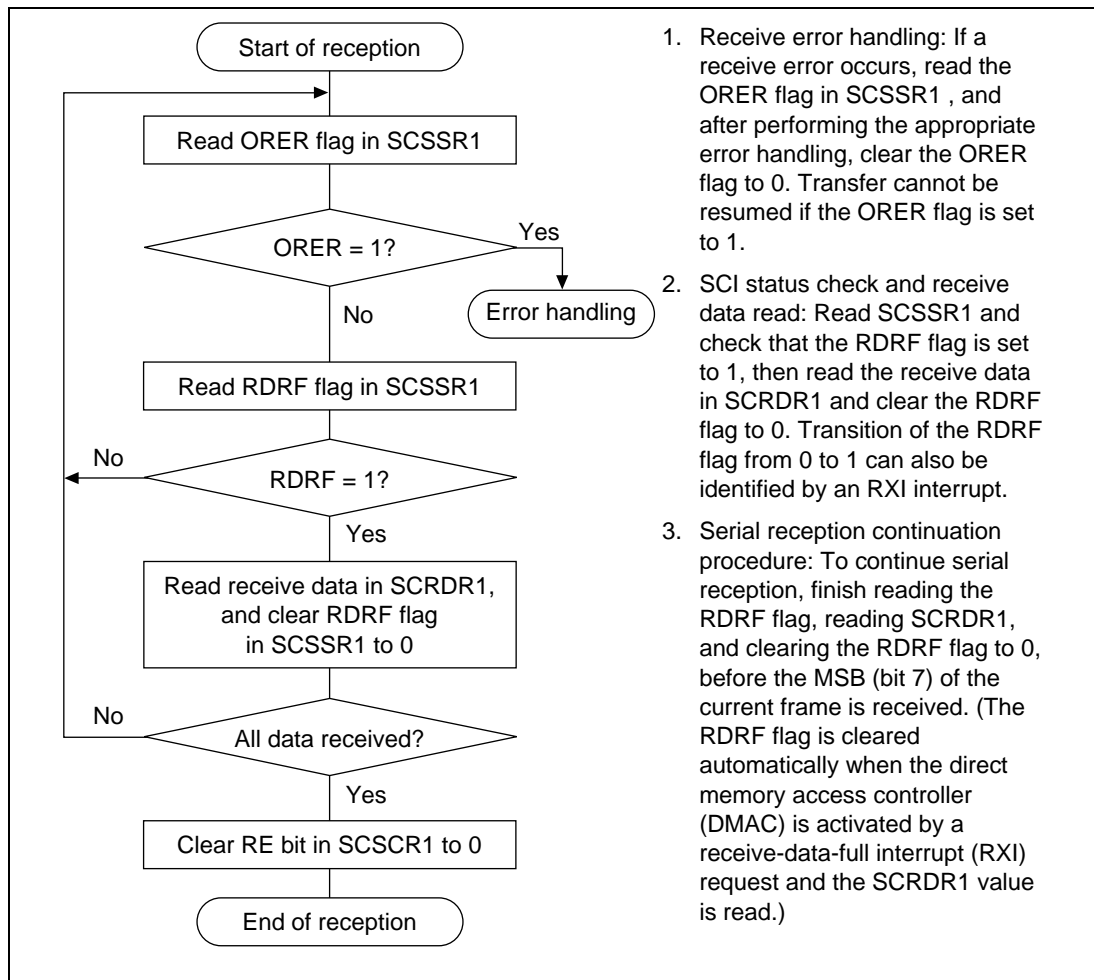 Start of reception
Read ORER flag in SCSSR1
ORER = 1?
Yes
Error handling
No
Read RDRF flag in SCSSR1
No
RDRF = 1?
Yes
Read receive data in SCRDR1,
and clear RDRF flag
in SCSSR1 to 0
No
All data received?
Yes
Clear RE bit in SCSCR1 to 0
End of reception
1. Receive error handling: If a
receive error occurs, read the
ORER flag in SCSSR1 , and
after performing the appropriate
error handling, clear the ORER
flag to 0. Transfer cannot be
resumed if the ORER flag is set
to 1.
2. SCI status check and receive
data read: Read SCSSR1 and
check that the RDRF flag is set
to 1, then read the receive data
in SCRDR1 and clear the RDRF
flag to 0. Transition of the RDRF
flag from 0 to 1 can also be
identified by an RXI interrupt.
3. Serial reception continuation
procedure: To continue serial
reception, finish reading the
RDRF flag, reading SCRDR1,
and clearing the RDRF flag to 0,
before the MSB (bit 7) of the
current frame is received. (The
RDRF flag is cleared
automatically when the direct
memory access controller
(DMAC) is activated by a
receive-data-full interrupt (RXI)
request and the SCRDR1 value
is read.)